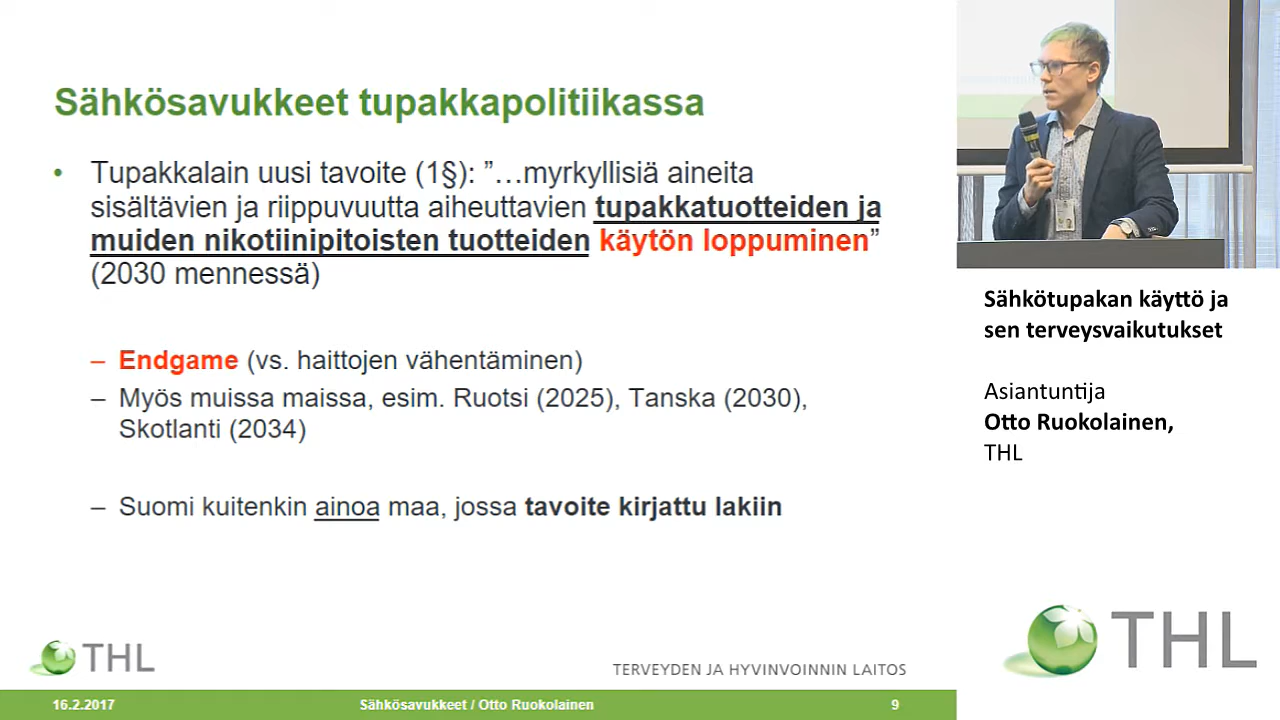 Sähkösavukkeet tupakkapolitiikassa
• Tupakkalain uusi tavoite (1§): ”…myrkyllisiä aineita
sisältävien ja riippuvuutta aiheuttavien tupakkatuotteiden ja
muiden nikotiinipitoisten tuotteiden käytön loppuminen”
(2030 mennessä)
– Endgame (vs. haittojen vähentäminen)
– Myös muissa maissa, esim. Ruotsi (2025), Tanska (2030),
Skotlanti (2034)
– Suomi kuitenkin ainoa maa, jossa tavoite kirjattu lakiin
THL
TERVEYDEN JA HYVINVOINNIN LAITOS
16.2.2017
Sähkösavukkeet / Otto Ruokolainen
9
Sähkötupakan käyttö ja
sen terveysvaikutukset
Asiantuntija
Otto Ruokolainen,
THL
THL